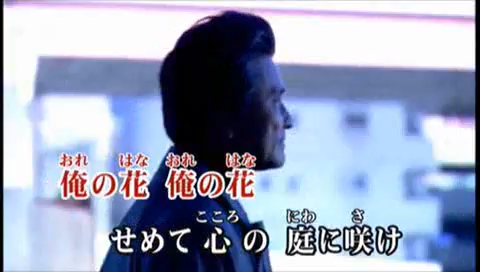 おれ はな おれ はな
俺の花 俺の花
こころ にわ さ
せめて 心の 庭に咲け